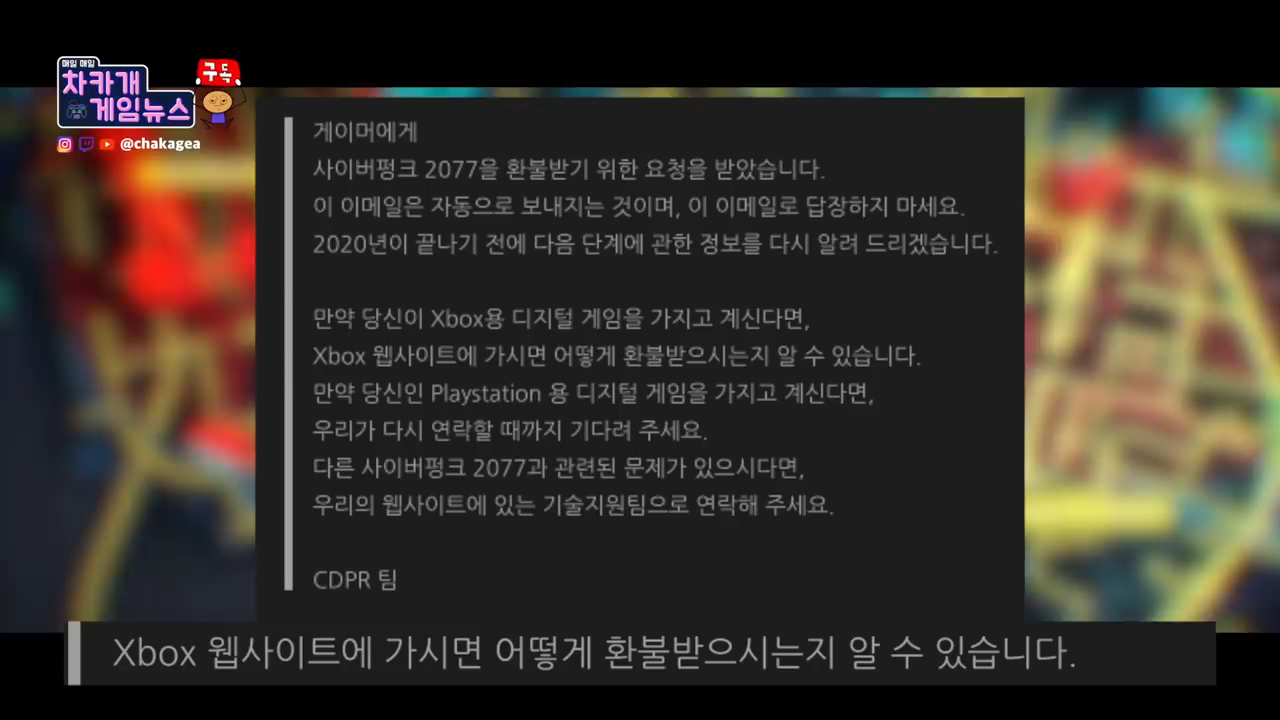 매일 매일
차카개
게임뉴스
구독
@chakagea
게이머에게
사이버펑크 2077을 환불받기 위한 요청을 받았습니다.
이 이메일은 자동으로 보내지는 것이며, 이 이메일로 답장하지 마세요.
2020년이 끝나기 전에 다음 단계에 관한 정보를 다시 알려 드리겠습니다.
만약 당신이 Xbox용 디지털 게임을 가지고 계신다면,
Xbox 웹사이트에 가시면 어떻게 환불받으시는지 알 수 있습니다.
만약 당신인 Playstation 용 디지털 게임을 가지고 계신다면,
우리가 다시 연락할 때까지 기다려 주세요.
다른 사이버펑크 2077과 관련된 문제가 있으시다면,
우리의 웹사이트에 있는 기술지원팀으로 연락해 주세요.
CDPR 팀
Xbox 웹사이트에 가시면 어떻게 환불받으시는지 알 수 있습니다.